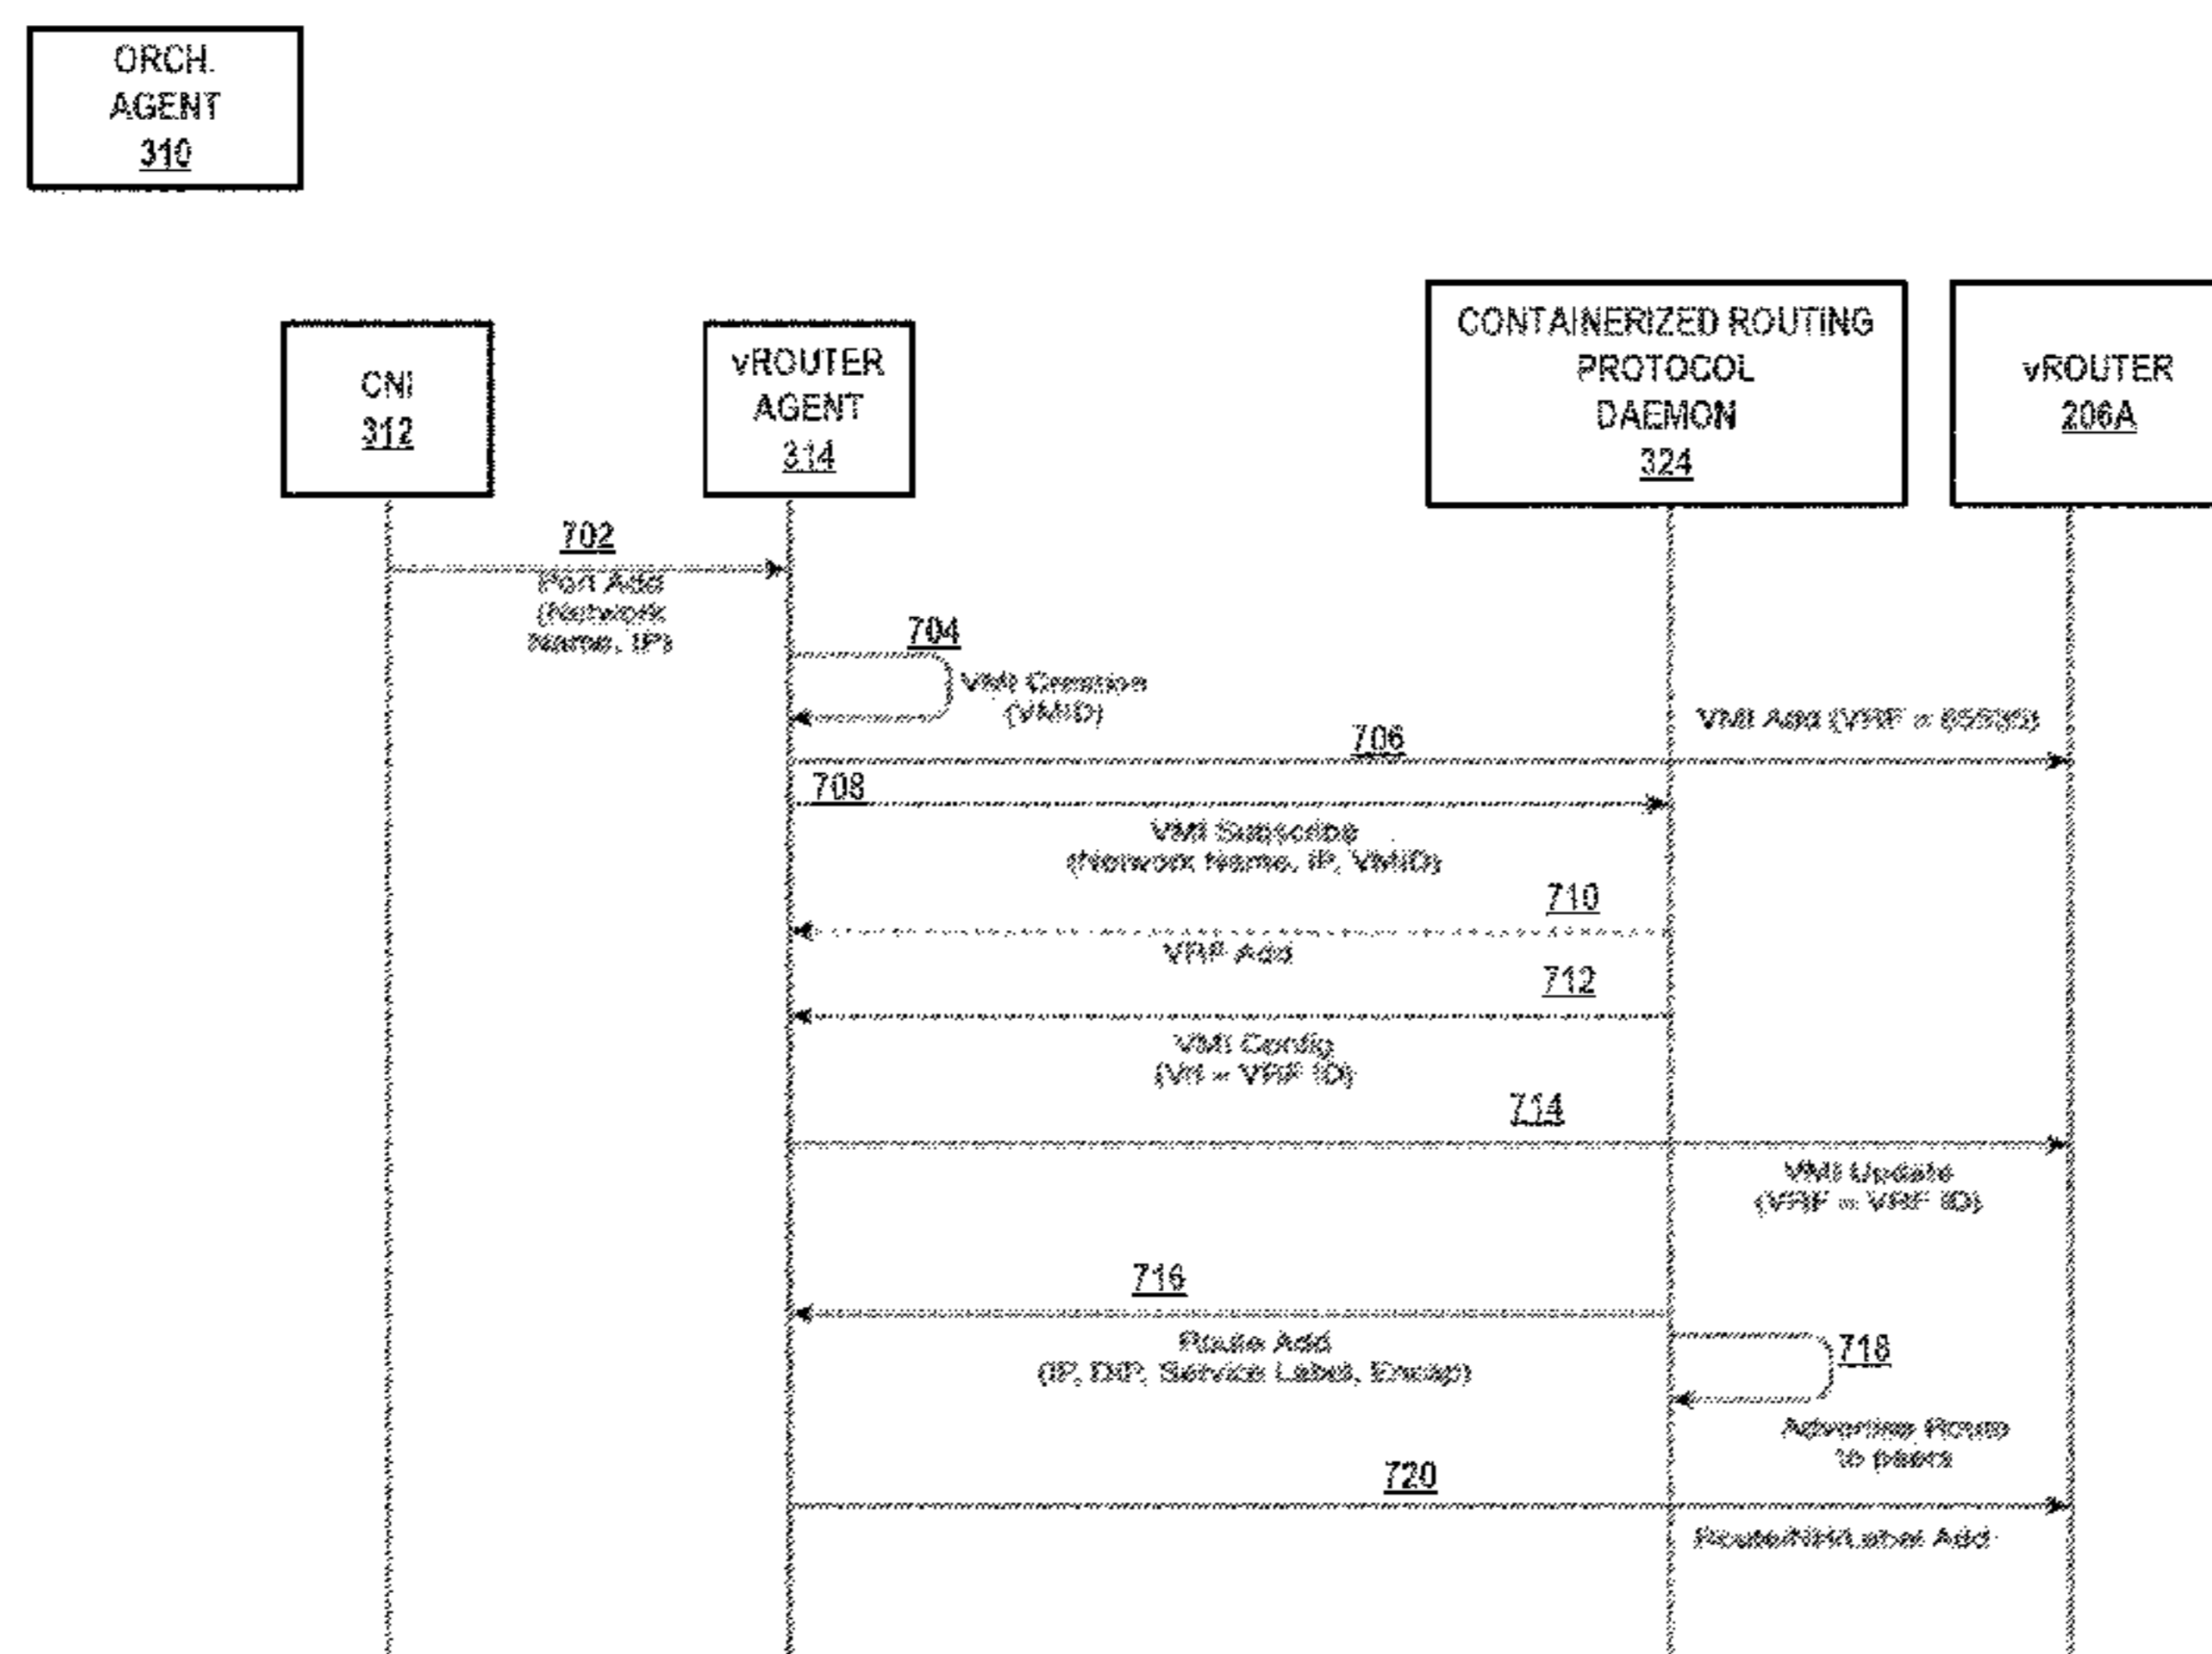 ORCH.
AGENT
310
CNI
312
vROUTER
AGENT
314
CONTAINERIZED ROUTING
PROTOCOL
DAEMON
324
vROUTER
206A
702
Port Add
(Network
Name, IP)
704
VMI Creation
(VMID)
706
VMI Add (VRF = 65535)
708
VMI Subscribe
(Network Name, IP, VMID)
710
VRF Add
712
VMI Config
(Vrf = VRF ID)
714
VMI Update
(VRF = VRF ID)
716
Route Add
(IP, DIP, Service Label, Encap)
718
Advertise Route
to peers
720
Route/NH/Label Add